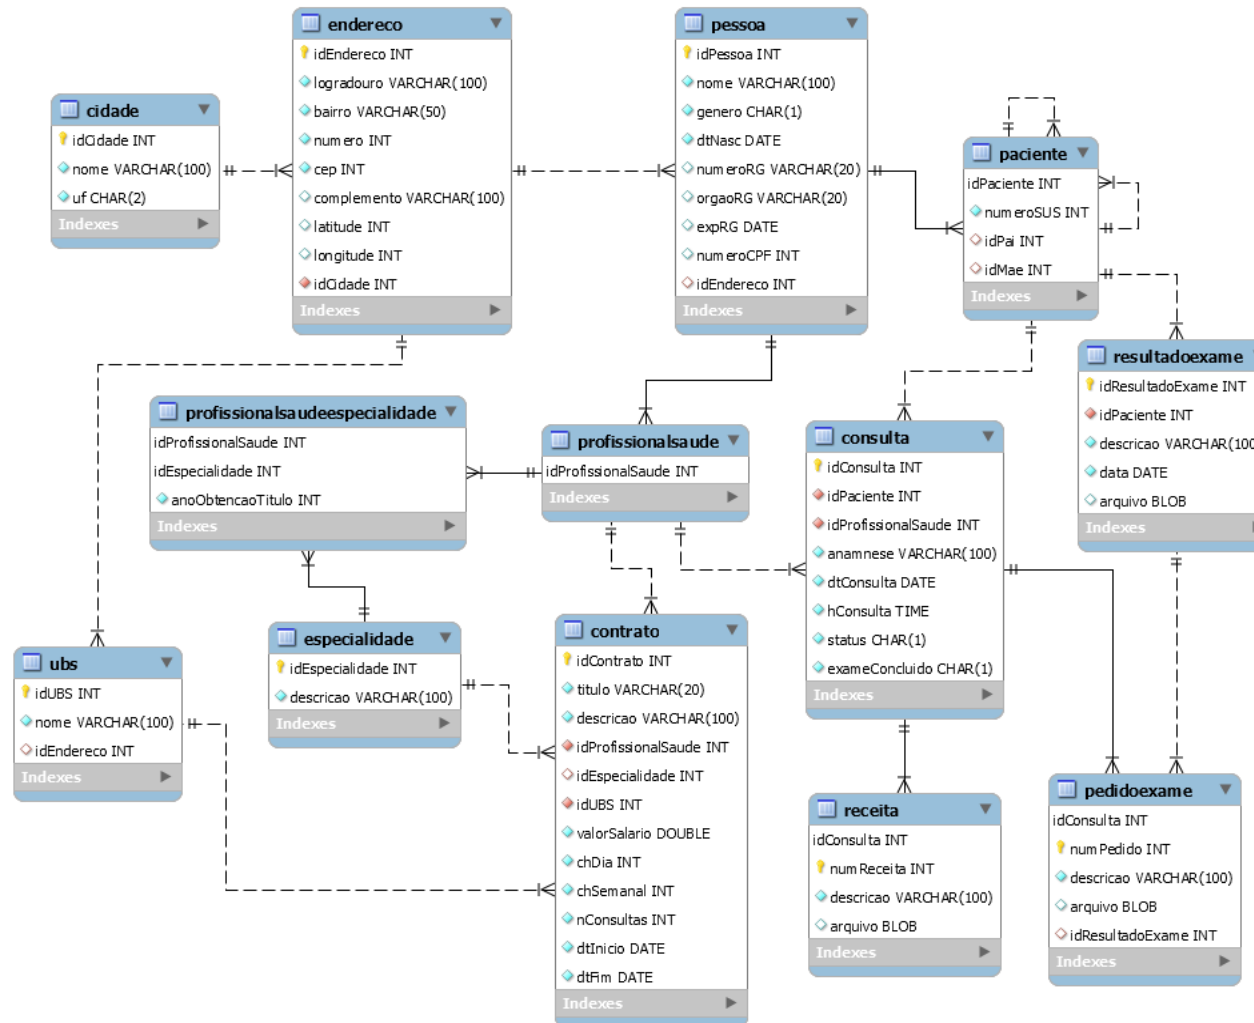 endereco
idEndereco INT
logradouro VARCHAR(100)
bairro VARCHAR(50)
numero INT
cep INT
complemento VARCHAR(100)
latitude INT
longitude INT
idCidade INT
Indexes
pessoa
idPessoa INT
nome VARCHAR(100)
genero CHAR(1)
dtNasc DATE
numeroRG VARCHAR(20)
orgaoRG VARCHAR(20)
expRG DATE
numeroCPF INT
idEndereco INT
Indexes
cidade
idCidade INT
nome VARCHAR(100)
uf CHAR(2)
Indexes
paciente
idPaciente INT
numeroSUS INT
idPai INT
idMae INT
Indexes
resultadoexame
idResultadoExame INT
idPaciente INT
descricao VARCHAR(100
data DATE
arquivo BLOB
Indexes
profissionalsaudeespecialidade
idProfissionalSaude INT
idEspecialidade INT
anoObtencaoTitulo INT
Indexes
profissionalsaude
idProfissionalSaude INT
Indexes
consulta
idConsulta INT
idPaciente INT
idProfissionalSaude INT
anamnese VARCHAR(100)
dtConsulta DATE
hConsulta TIME
status CHAR(1)
exameConcluido CHAR(1)
Indexes
ubs
idUBS INT
nome VARCHAR(100)
idEndereco INT
Indexes
especialidade
idEspecialidade INT
descricao VARCHAR(100)
Indexes
contrato
idContrato INT
titulo VARCHAR(20)
descricao VARCHAR(100)
idProfissionalSaude INT
idEspecialidade INT
idUBS INT
valorSalario DOUBLE
chDia INT
chSemanal INT
nConsultas INT
dtInicio DATE
dtFim DATE
Indexes
receita
idConsulta INT
numReceita INT
descricao VARCHAR(100)
arquivo BLOB
Indexes
pedidoexame
idConsulta INT
numPedido INT
descricao VARCHAR(100)
arquivo BLOB
idResultadoExame INT
Indexes